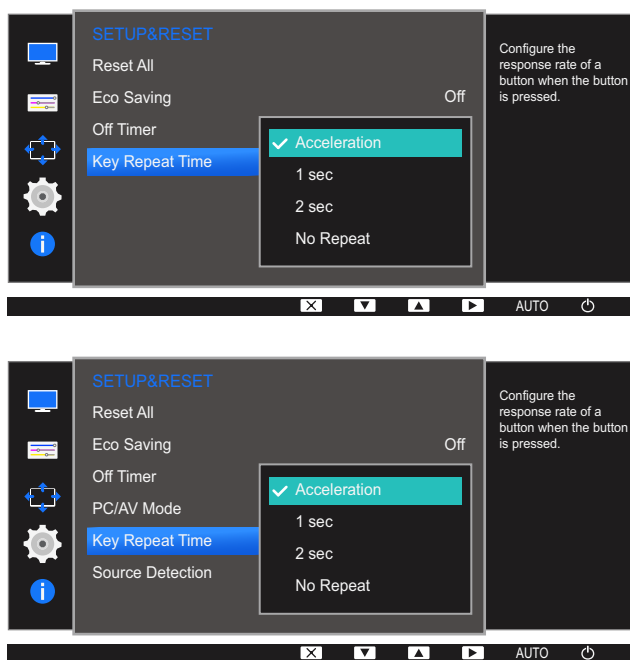 SETUP&RESET
Reset All
Eco Saving Off
Off Timer
Key Repeat Time
Acceleration
1 sec
2 sec
No Repeat
Configure the
response rate of a
button when the button
is pressed.
AUTO
SETUP&RESET
Reset All
Eco Saving Off
Off Timer
PC/AV Mode
Key Repeat Time
Source Detection
Acceleration
1 sec
2 sec
No Repeat
Configure the
response rate of a
button when the button
is pressed.
AUTO